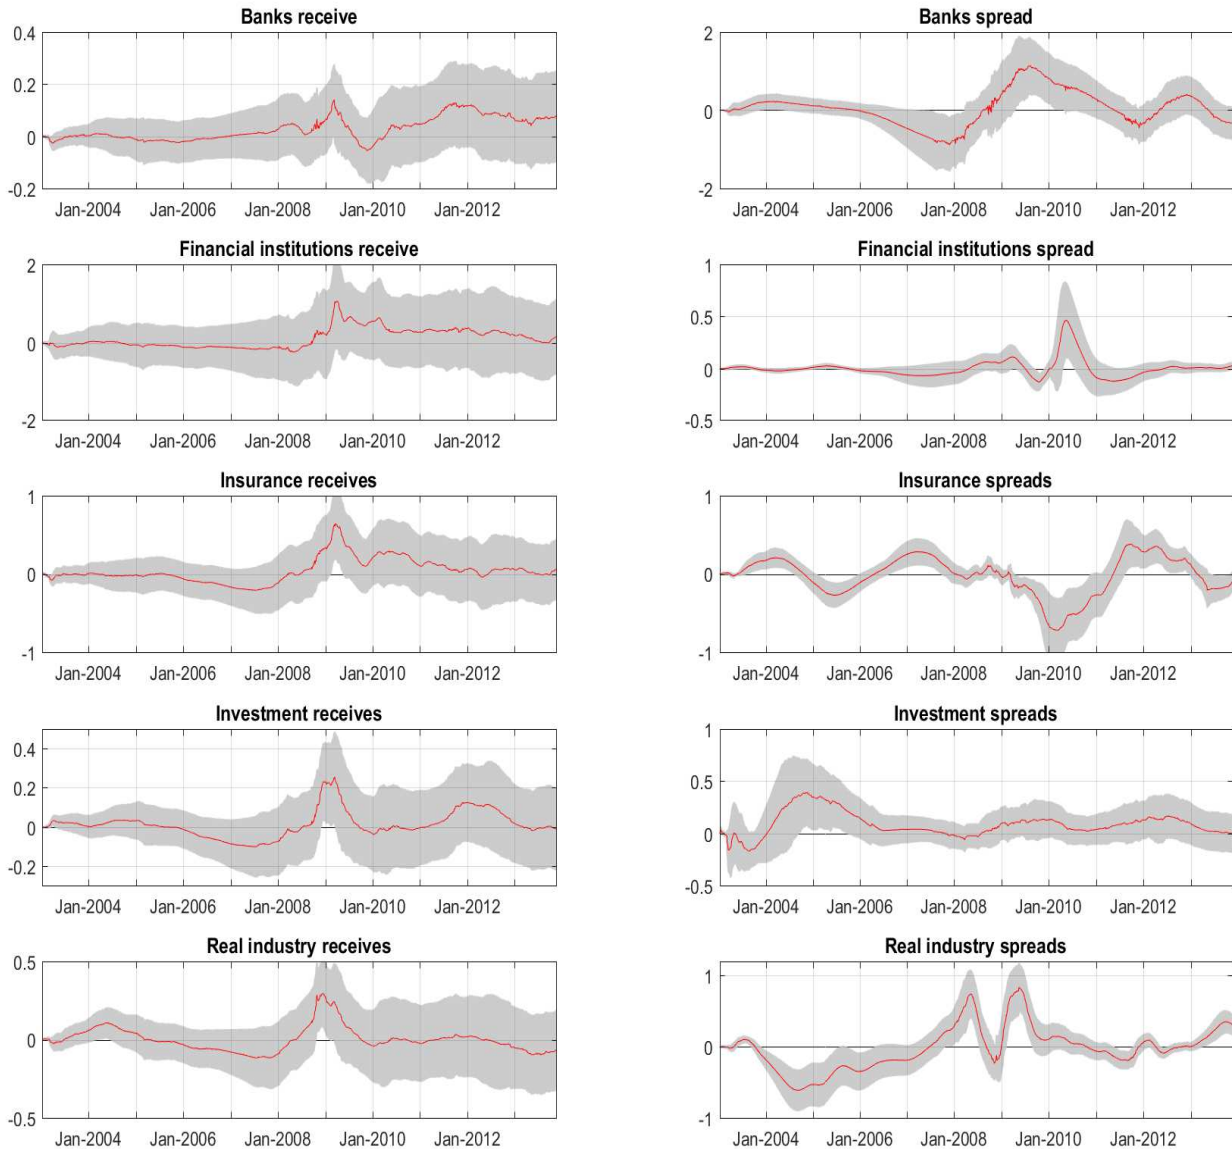 Banks receive
0.4
0.2
0
-0.2
Jan-2004 Jan-2006 Jan-2008 Jan-2010 Jan-2012
Banks spread
2
0
-2
Jan-2004 Jan-2006 Jan-2008 Jan-2010 Jan-2012
Financial institutions receive
2
0
-2
Jan-2004 Jan-2006 Jan-2008 Jan-2010 Jan-2012
Financial institutions spread
1
0.5
0
-0.5
Jan-2004 Jan-2006 Jan-2008 Jan-2010 Jan-2012
Insurance receives
1
0
-1
Jan-2004 Jan-2006 Jan-2008 Jan-2010 Jan-2012
Insurance spreads
1
0
-1
Jan-2004 Jan-2006 Jan-2008 Jan-2010 Jan-2012
Investment receives
0.4
0.2
0
-0.2
Jan-2004 Jan-2006 Jan-2008 Jan-2010 Jan-2012
Investment spreads
1
0.5
0
-0.5
Jan-2004 Jan-2006 Jan-2008 Jan-2010 Jan-2012
Real industry receives
0.5
0
-0.5
Jan-2004 Jan-2006 Jan-2008 Jan-2010 Jan-2012
Real industry spreads
1
0
-1
Jan-2004 Jan-2006 Jan-2008 Jan-2010 Jan-2012